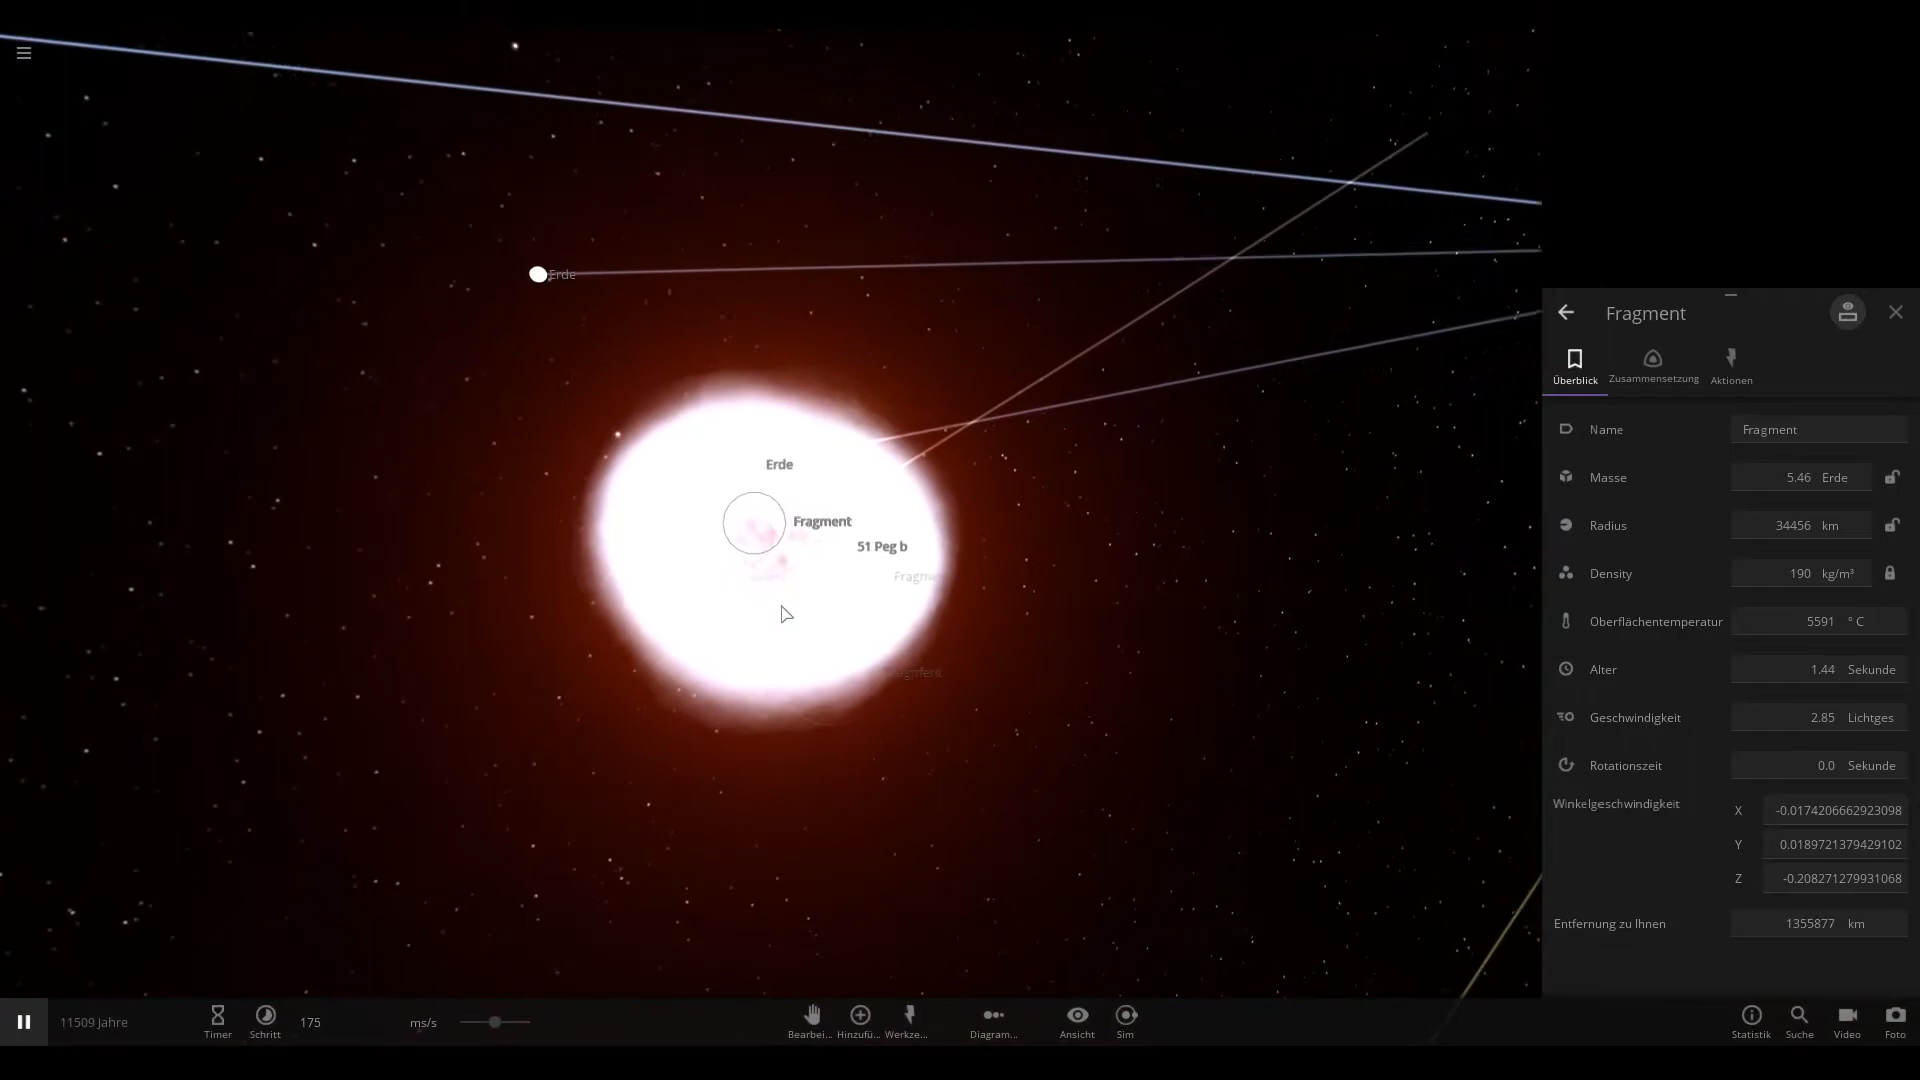 Erde
Erde
Fragment
51 Peg b
Fragment
Überblick
Zusammensetzung
Aktionen
Name
Fragment
Masse
5.46 Erde
Radius
34456 km
Density
190 kg/m³
Oberflächentemperatur
5591 ° C
Alter
1.44 Sekunde
Geschwindigkeit
2.85 Lichtges
Rotationszeit
0.0 Sekunde
Winkelgeschwindigkeit
X -0.0174206662923098
Y 0.0189721379429102
Z -0.208271279931068
Entfernung zu Ihnen
1355877 km
11509 Jahre
Timer
Schritt
175 ms/s
Bearbei...
Hinzufü...
Werkze...
Diagram...
Ansicht
Sim
Statistik
Suche
Video
Foto